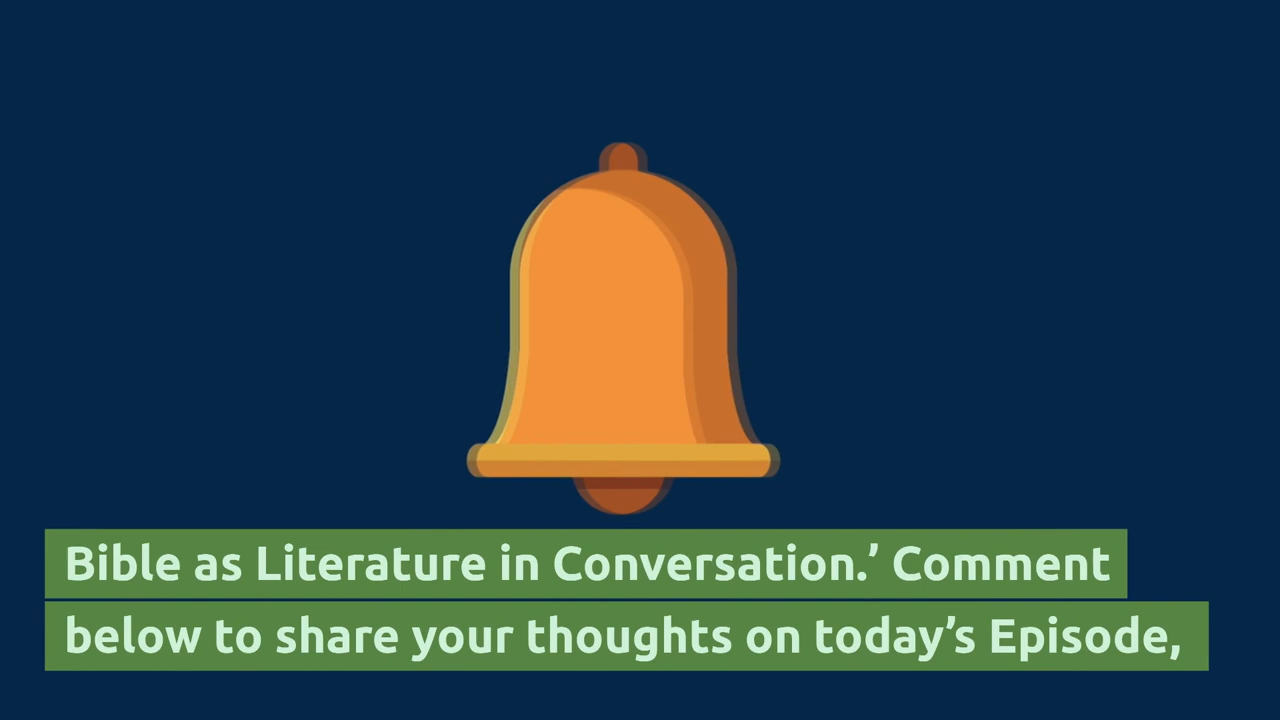 Bible as Literature in Conversation.’ Comment
below to share your thoughts on today’s Episode,